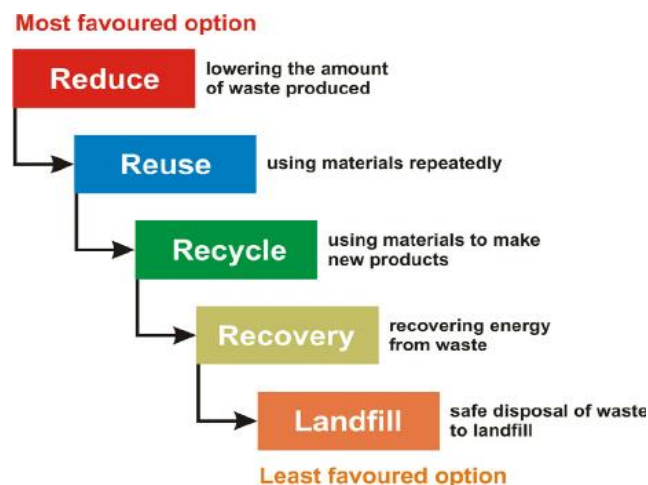 Most favoured option
Reduce
lowering the amount
of waste produced
Reuse
using materials repeatedly
Recycle
using materials to make
new products
Recovery
recovering energy
from waste
Landfill
safe disposal of waste
to landfill
Least favoured option